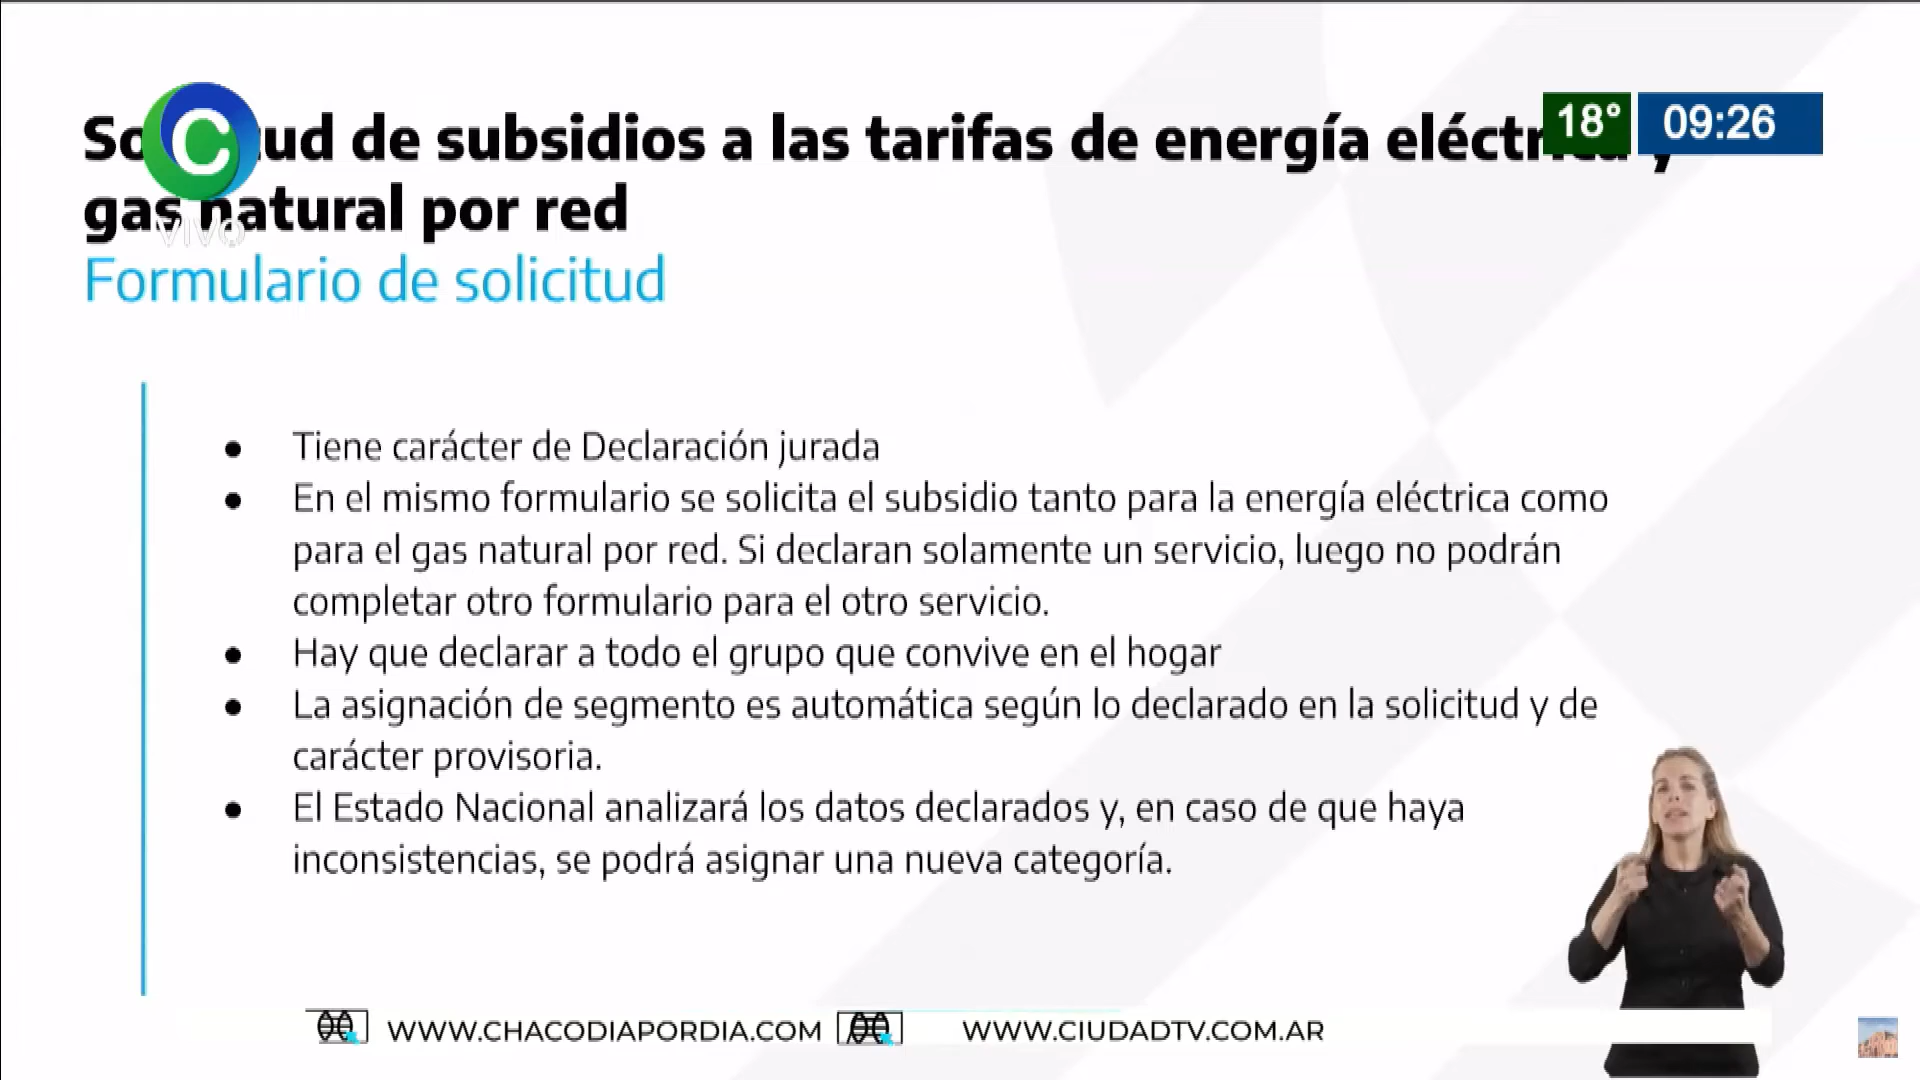 tud de subsidios a las tarifas de energía
18°
09:26
gas natural por red
VIVO
Formulario de solicitud
• Tiene carácter de Declaración jurada
• En el mismo formulario se solicita el subsidio tanto para la energía eléctrica como
para el gas natural por red. Si declaran solamente un servicio, luego no podrán
completar otro formulario para el otro servicio.
• Hay que declarar a todo el grupo que convive en el hogar
• La asignación de segmento es automática según lo declarado en la solicitud y de
carácter provisoria.
• El Estado Nacional analizará los datos declarados y, en caso de que haya
inconsistencias, se podrá asignar una nueva categoría.
WWW.CHACODIAPORDIA.COM
WWW.CIUDADTV.COM.AR